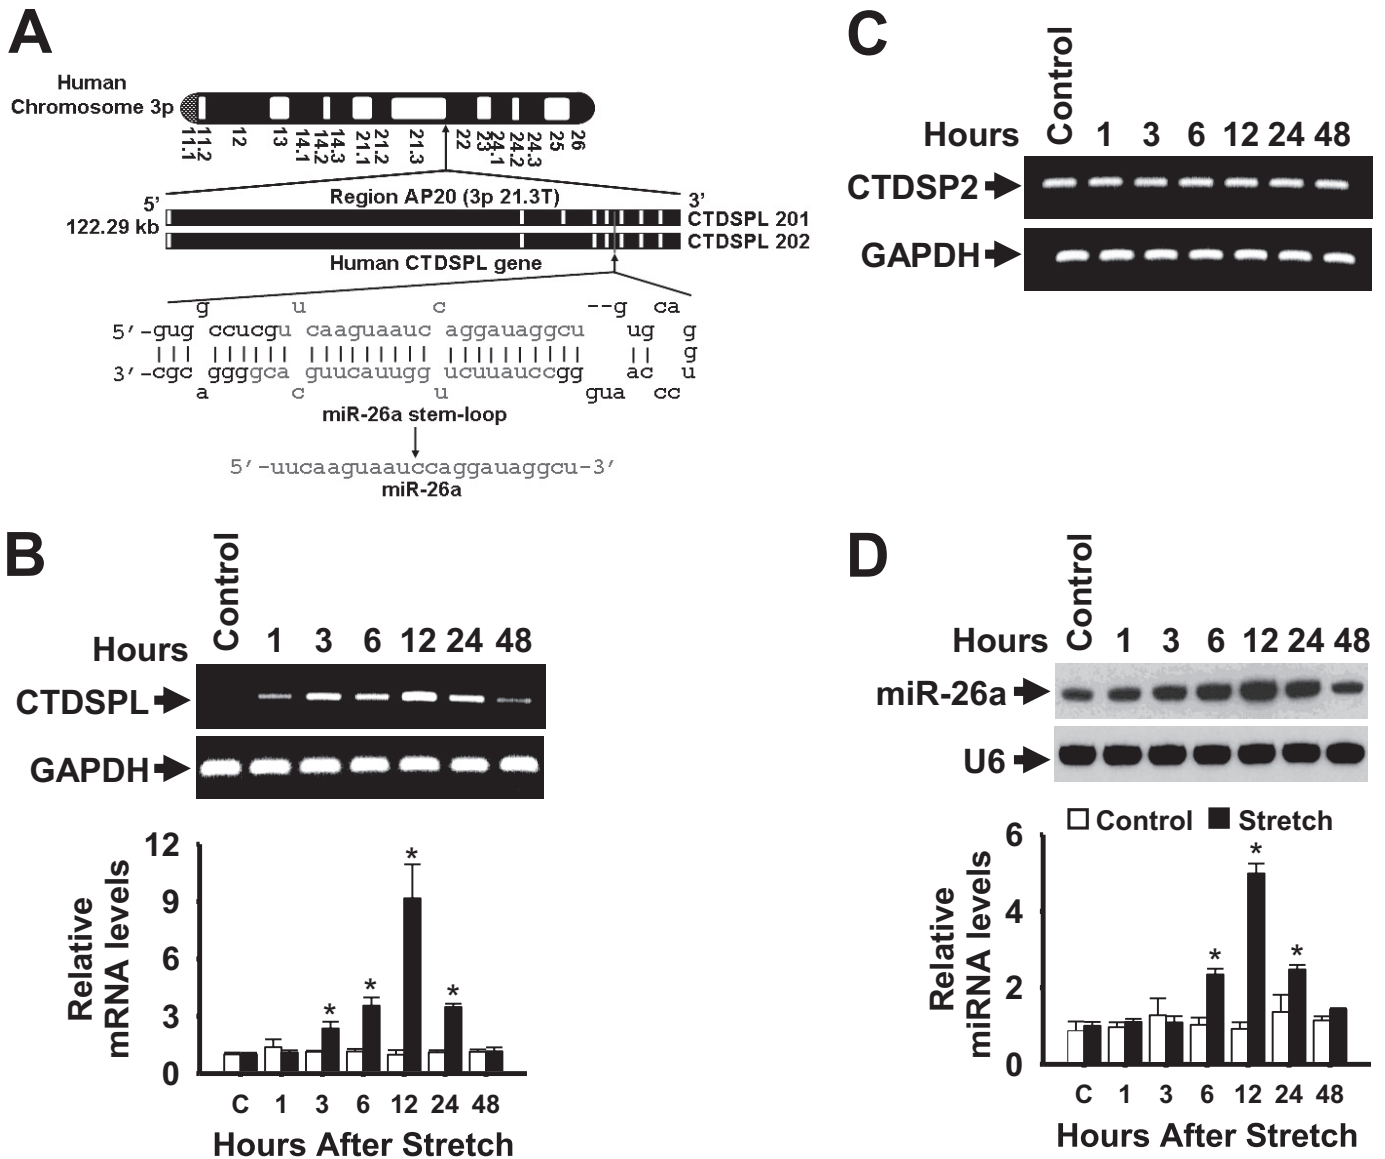 A
Human
Chromosome 3p
11.1 11.2 12 13 14.1 14.2 14.3 21.1 21.2 21.3 22 23 24.1 24.2 24.3 25 26
Region AP20 (3p 21.3T)
5’ 3’
122.29 kb
CTDSPL 201
CTDSPL 202
Human CTDSPL gene
g u c --g ca
5′-gug ccucgu caaguaauc aggauaggcu ug g
g
3′-cgc ggggca guucauugg ucuuauccgg ac u
a c u gua cc
miR-26a stem-loop
5′-uucaaguaauccaggauaggcu-3′
miR-26a
B
Hours Control 1 3 6 12 24 48
CTDSPL
GAPDH
Relative
mRNA levels
12
9
6
3
0
* * * *
C 1 3 6 12 24 48
Hours After Stretch
C
Hours Control 1 3 6 12 24 48
CTDSP2
GAPDH
D
Hours Control 1 3 6 12 24 48
miR-26a
U6
Control Stretch
Relative
miRNA levels
6
4
2
0
* * *
C 1 3 6 12 24 48
Hours After Stretch